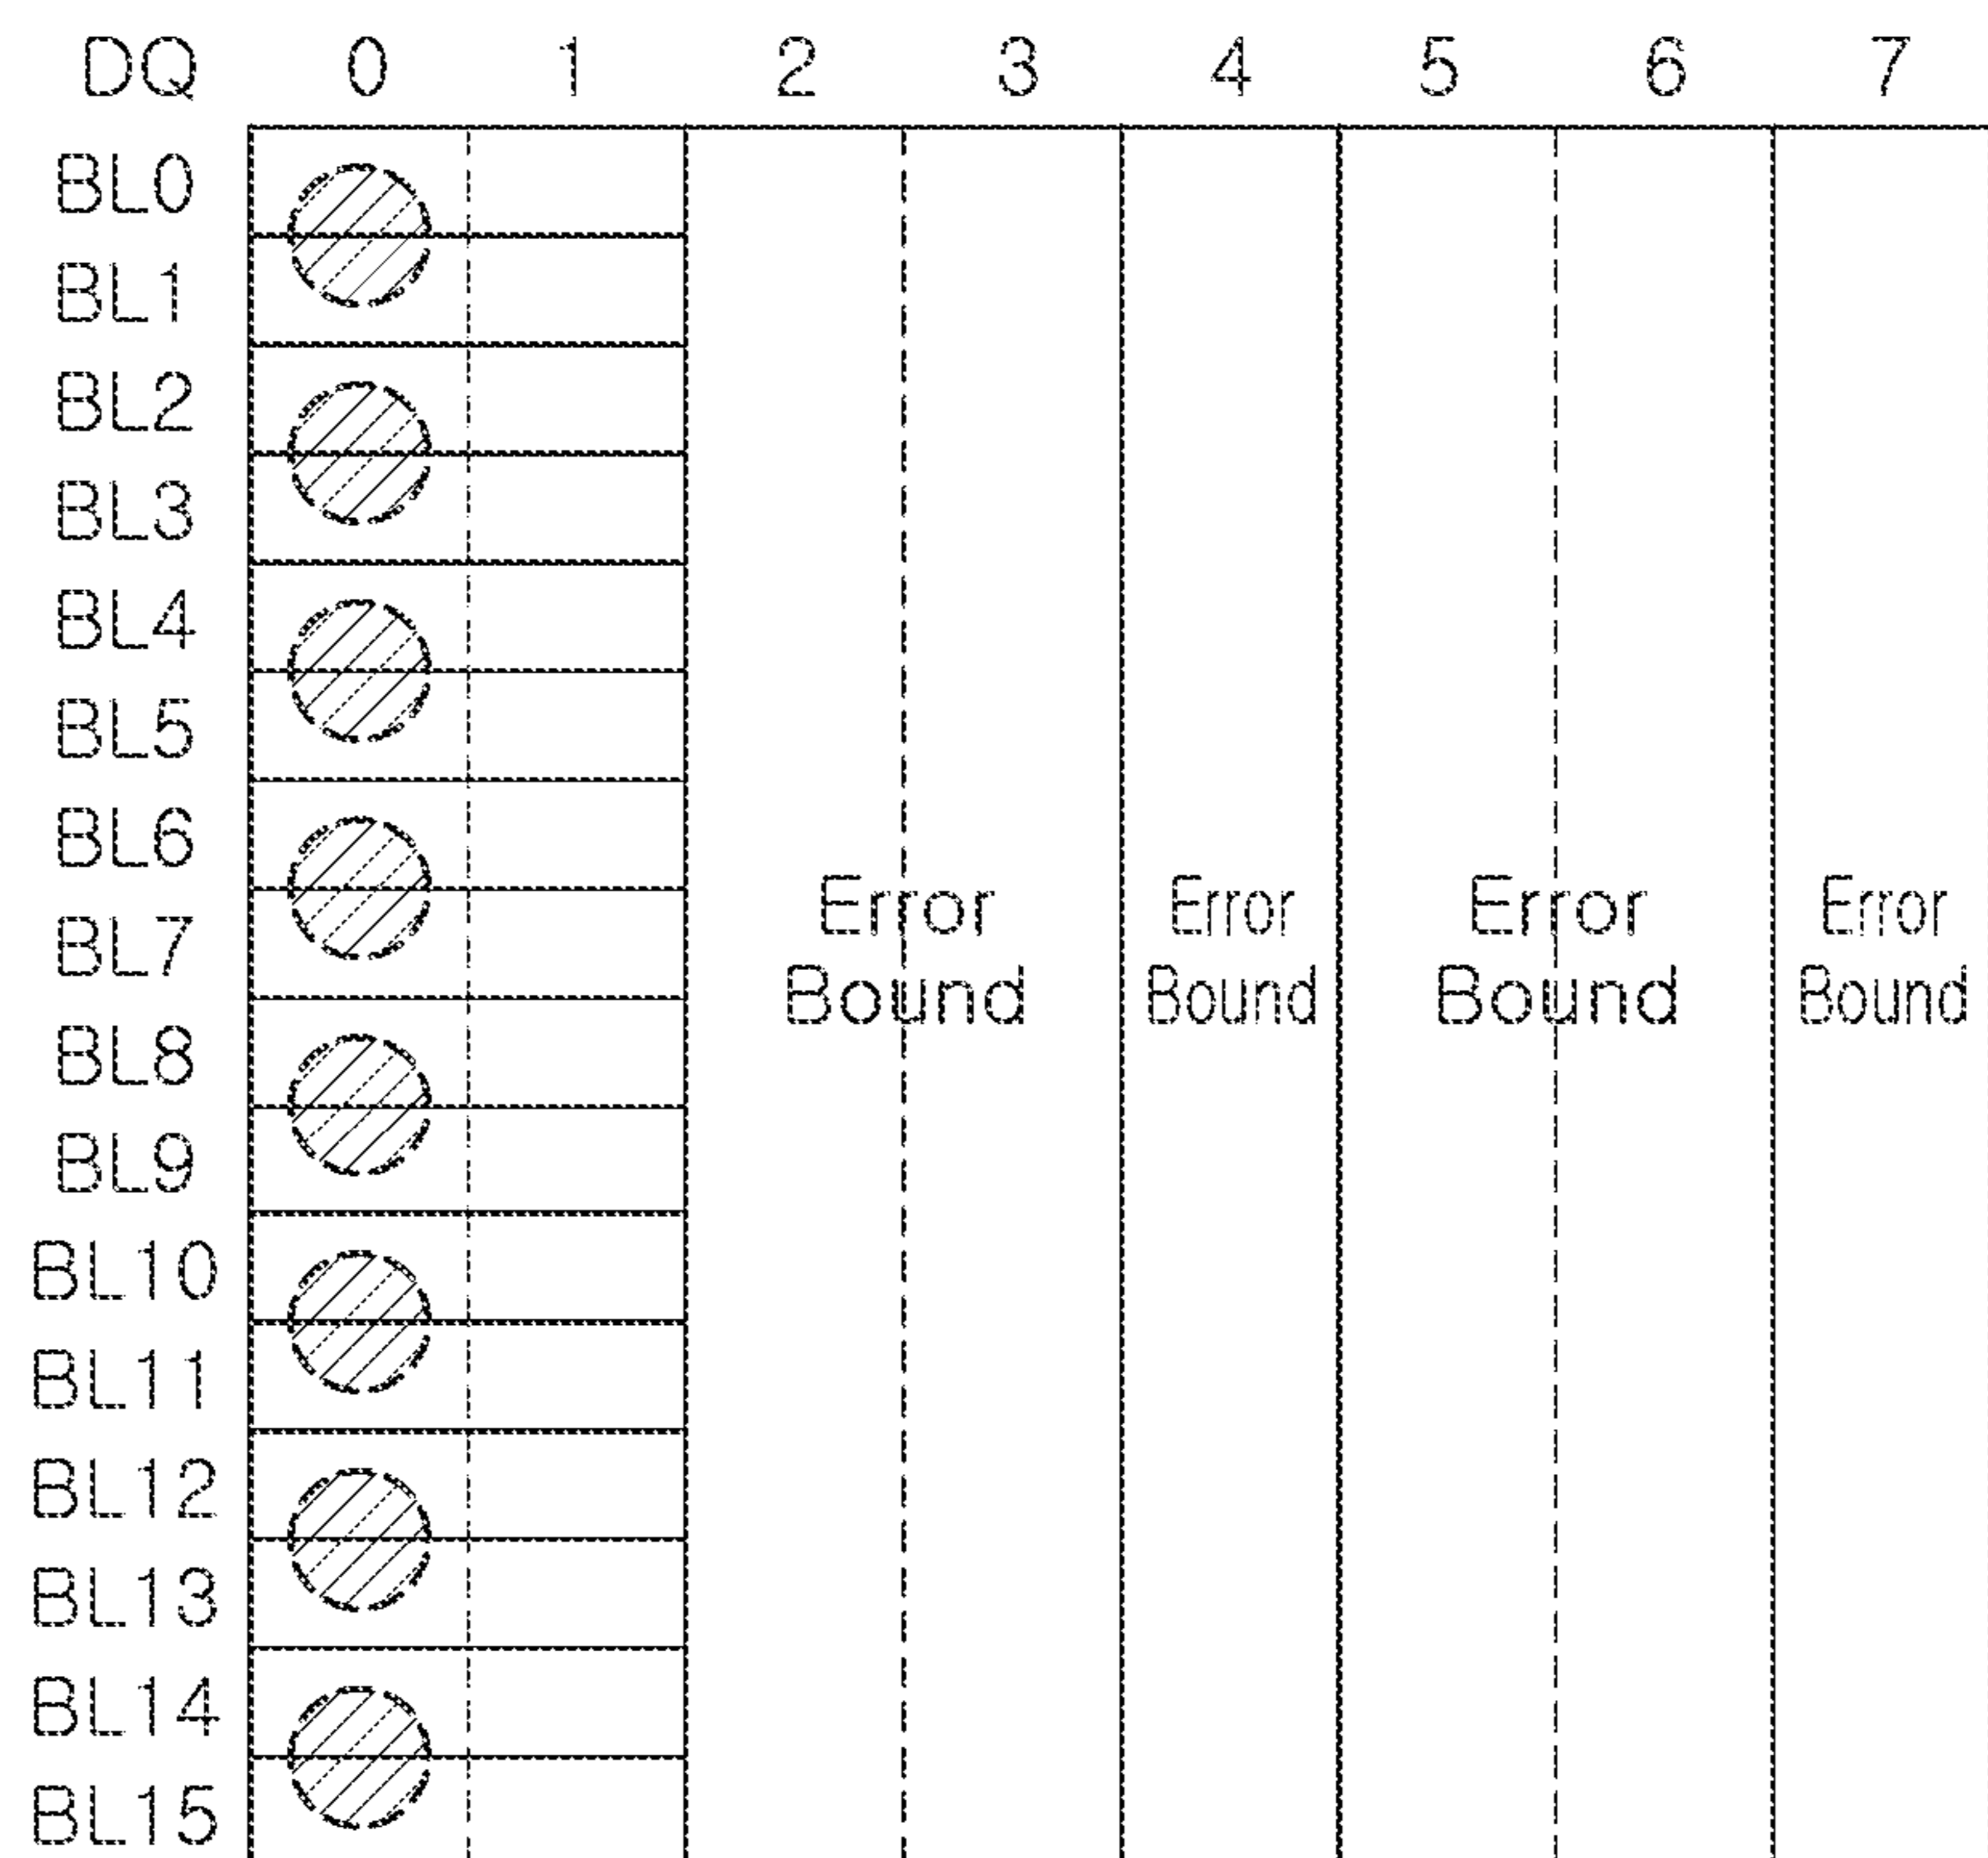 DQ 0 1 2 3 4 5 6 7
BL0
BL1
BL2
BL3
BL4
BL5
BL6
BL7
BL8
BL9
BL10
BL11
BL12
BL13
BL14
BL15
Error Error Error Error
Bound Bound Bound Bound